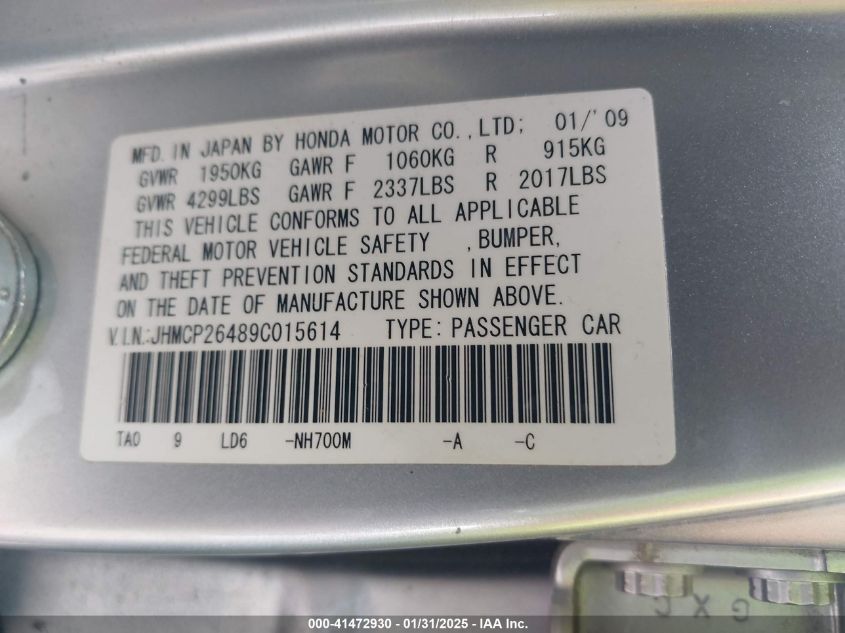 MFD. IN JAPAN BY HONDA MOTOR CO.,LTD; 01/'09
GVWR 1950KG GAWR F 1060KG R 915KG
GVWR 4299LBS GAWR F 2337LBS R 2017LBS
THIS VEHICLE CONFORMS TO ALL APPLICABLE
FEDERAL MOTOR VEHICLE SAFETY , BUMPER,
AND THEFT PREVENTION STANDARDS IN EFFECT
ON THE DATE OF MANUFACTURE SHOWN ABOVE.
V.I.N.:JHMCP26489C015614 TYPE: PASSENGER CAR
TA0 9 LD6 -NH700M -A -C
G X C
000-41472930 - 01/31/2025 - IAA Inc.